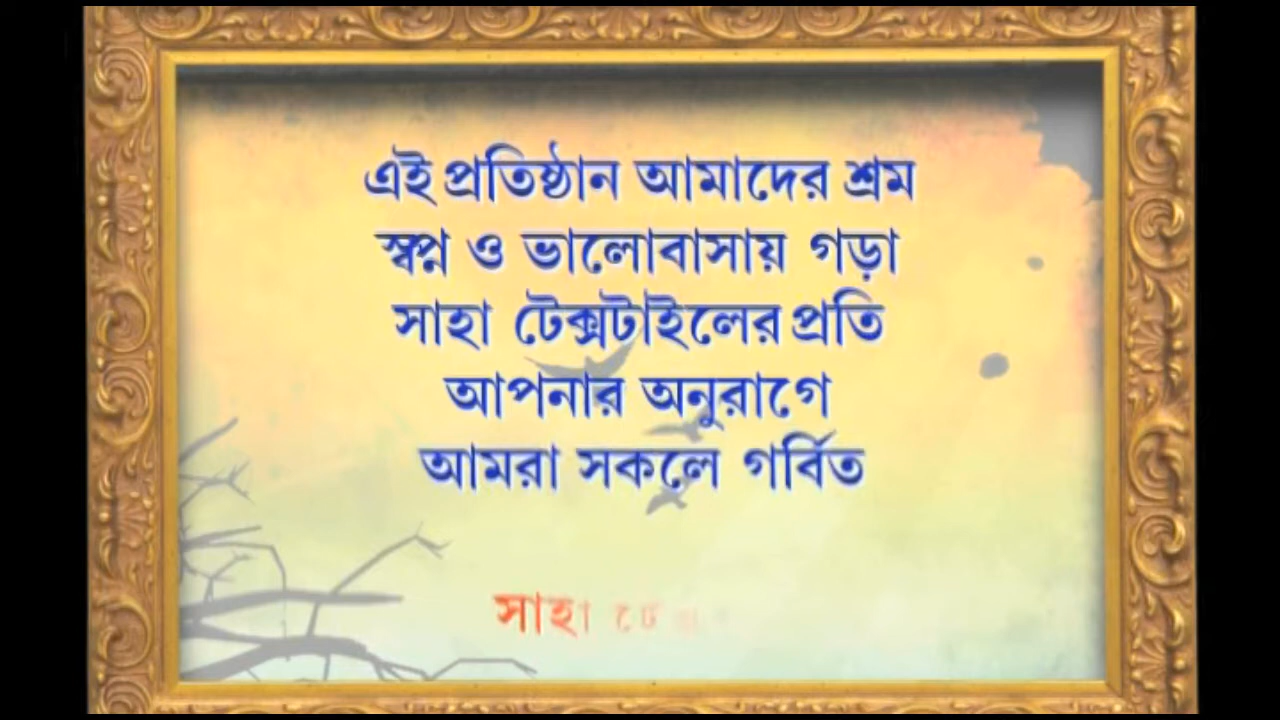 এই প্রতিষ্ঠান আমাদের শ্রম
স্বপ্ন ও ভালোবাসায় গড়া
সাহা টেক্সটাইলের প্রতি
আপনার অনুরাগে
আমরা সকলে গর্বিত
সাহা